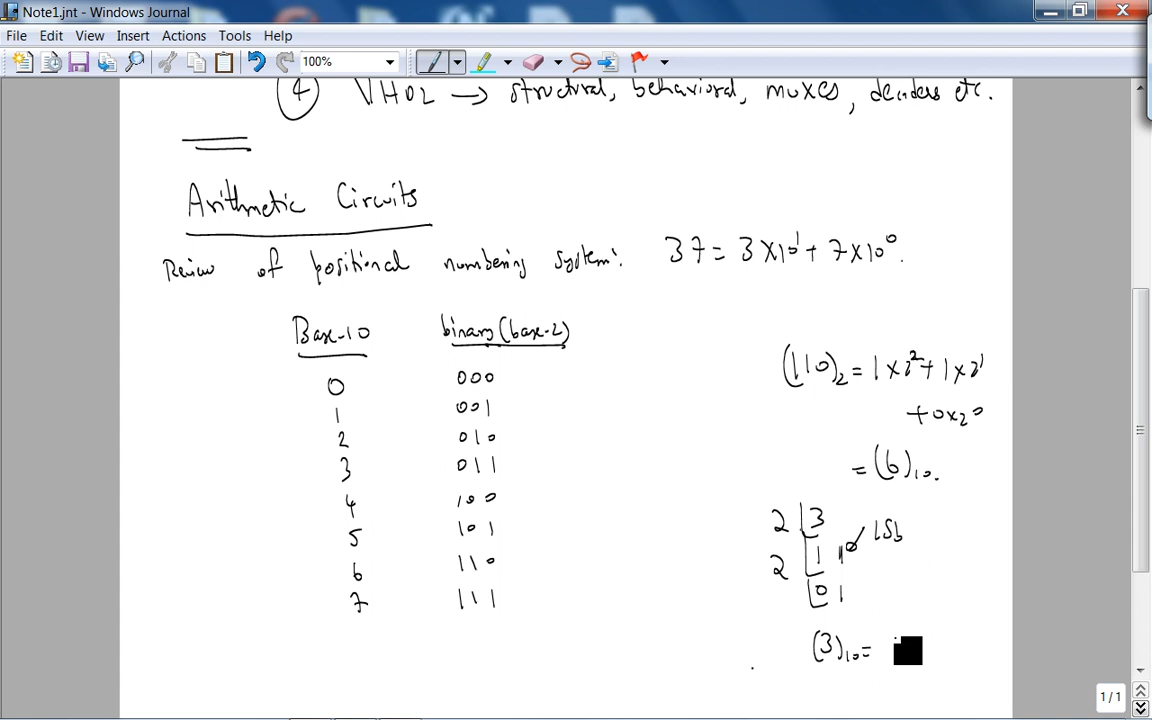 Note1.jnt - Windows Journal
File Edit View Insert Actions Tools Help
100%
④ VHDL → structural, behavioral, muxes, decoders etc.
Arithmetic Circuits
Review of positional numbering system: 37 = 3 X 10¹ + 7 X 10⁰.
Base-10 binary (base-2)
0 000
1 001
2 010
3 011
4 100
5 101
6 110
7 111
(110)₂ = 1 x 2² + 1 x 2¹
+ 0x2⁰
= (6)₁₀.
2 3
2 1 1 LSb
0 1
(3)₁₀ =
1 / 1